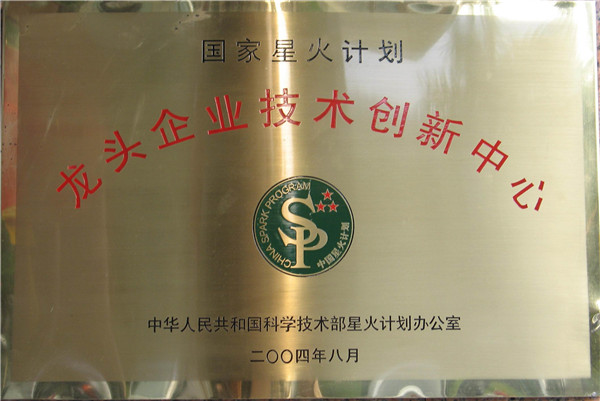 国家星火计划
龙头企业技术创新中心
CHINA SPARK PROGRAM
SP
中国星火计划
中华人民共和国科学技术部星火计划办公室
二〇〇四年八月